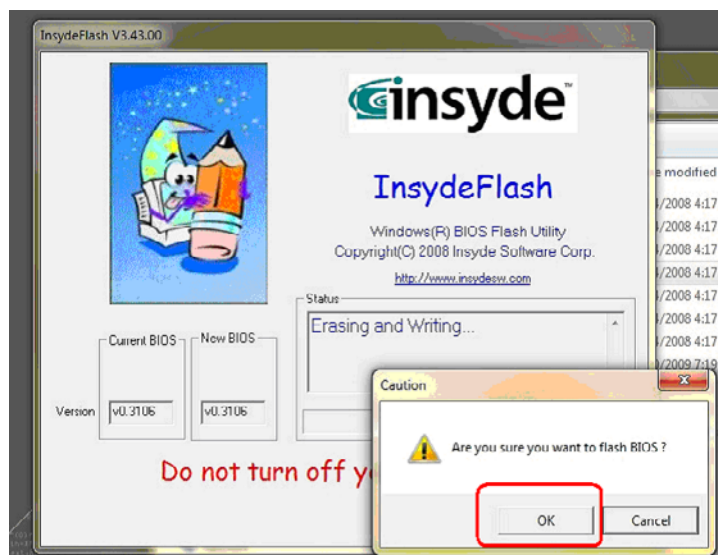 InsydeFlash V3.43.00
insyde™
InsydeFlash
Windows(R) BIOS Flash Utility
Copyright(C) 2008 Insyde Software Corp.
http://www.insydesw.com
Status
Erasing and Writing...
Current BIOS
New BIOS
Version
v0.3106
v0.3106
Do not turn off
Caution
Are you sure you want to flash BIOS ?
OK
Cancel
modified
/2008 4:17
/2008 4:17
/2008 4:17
/2008 4:17
/2008 4:17
/2008 4:17
/2008 4:17
/2009 7:19